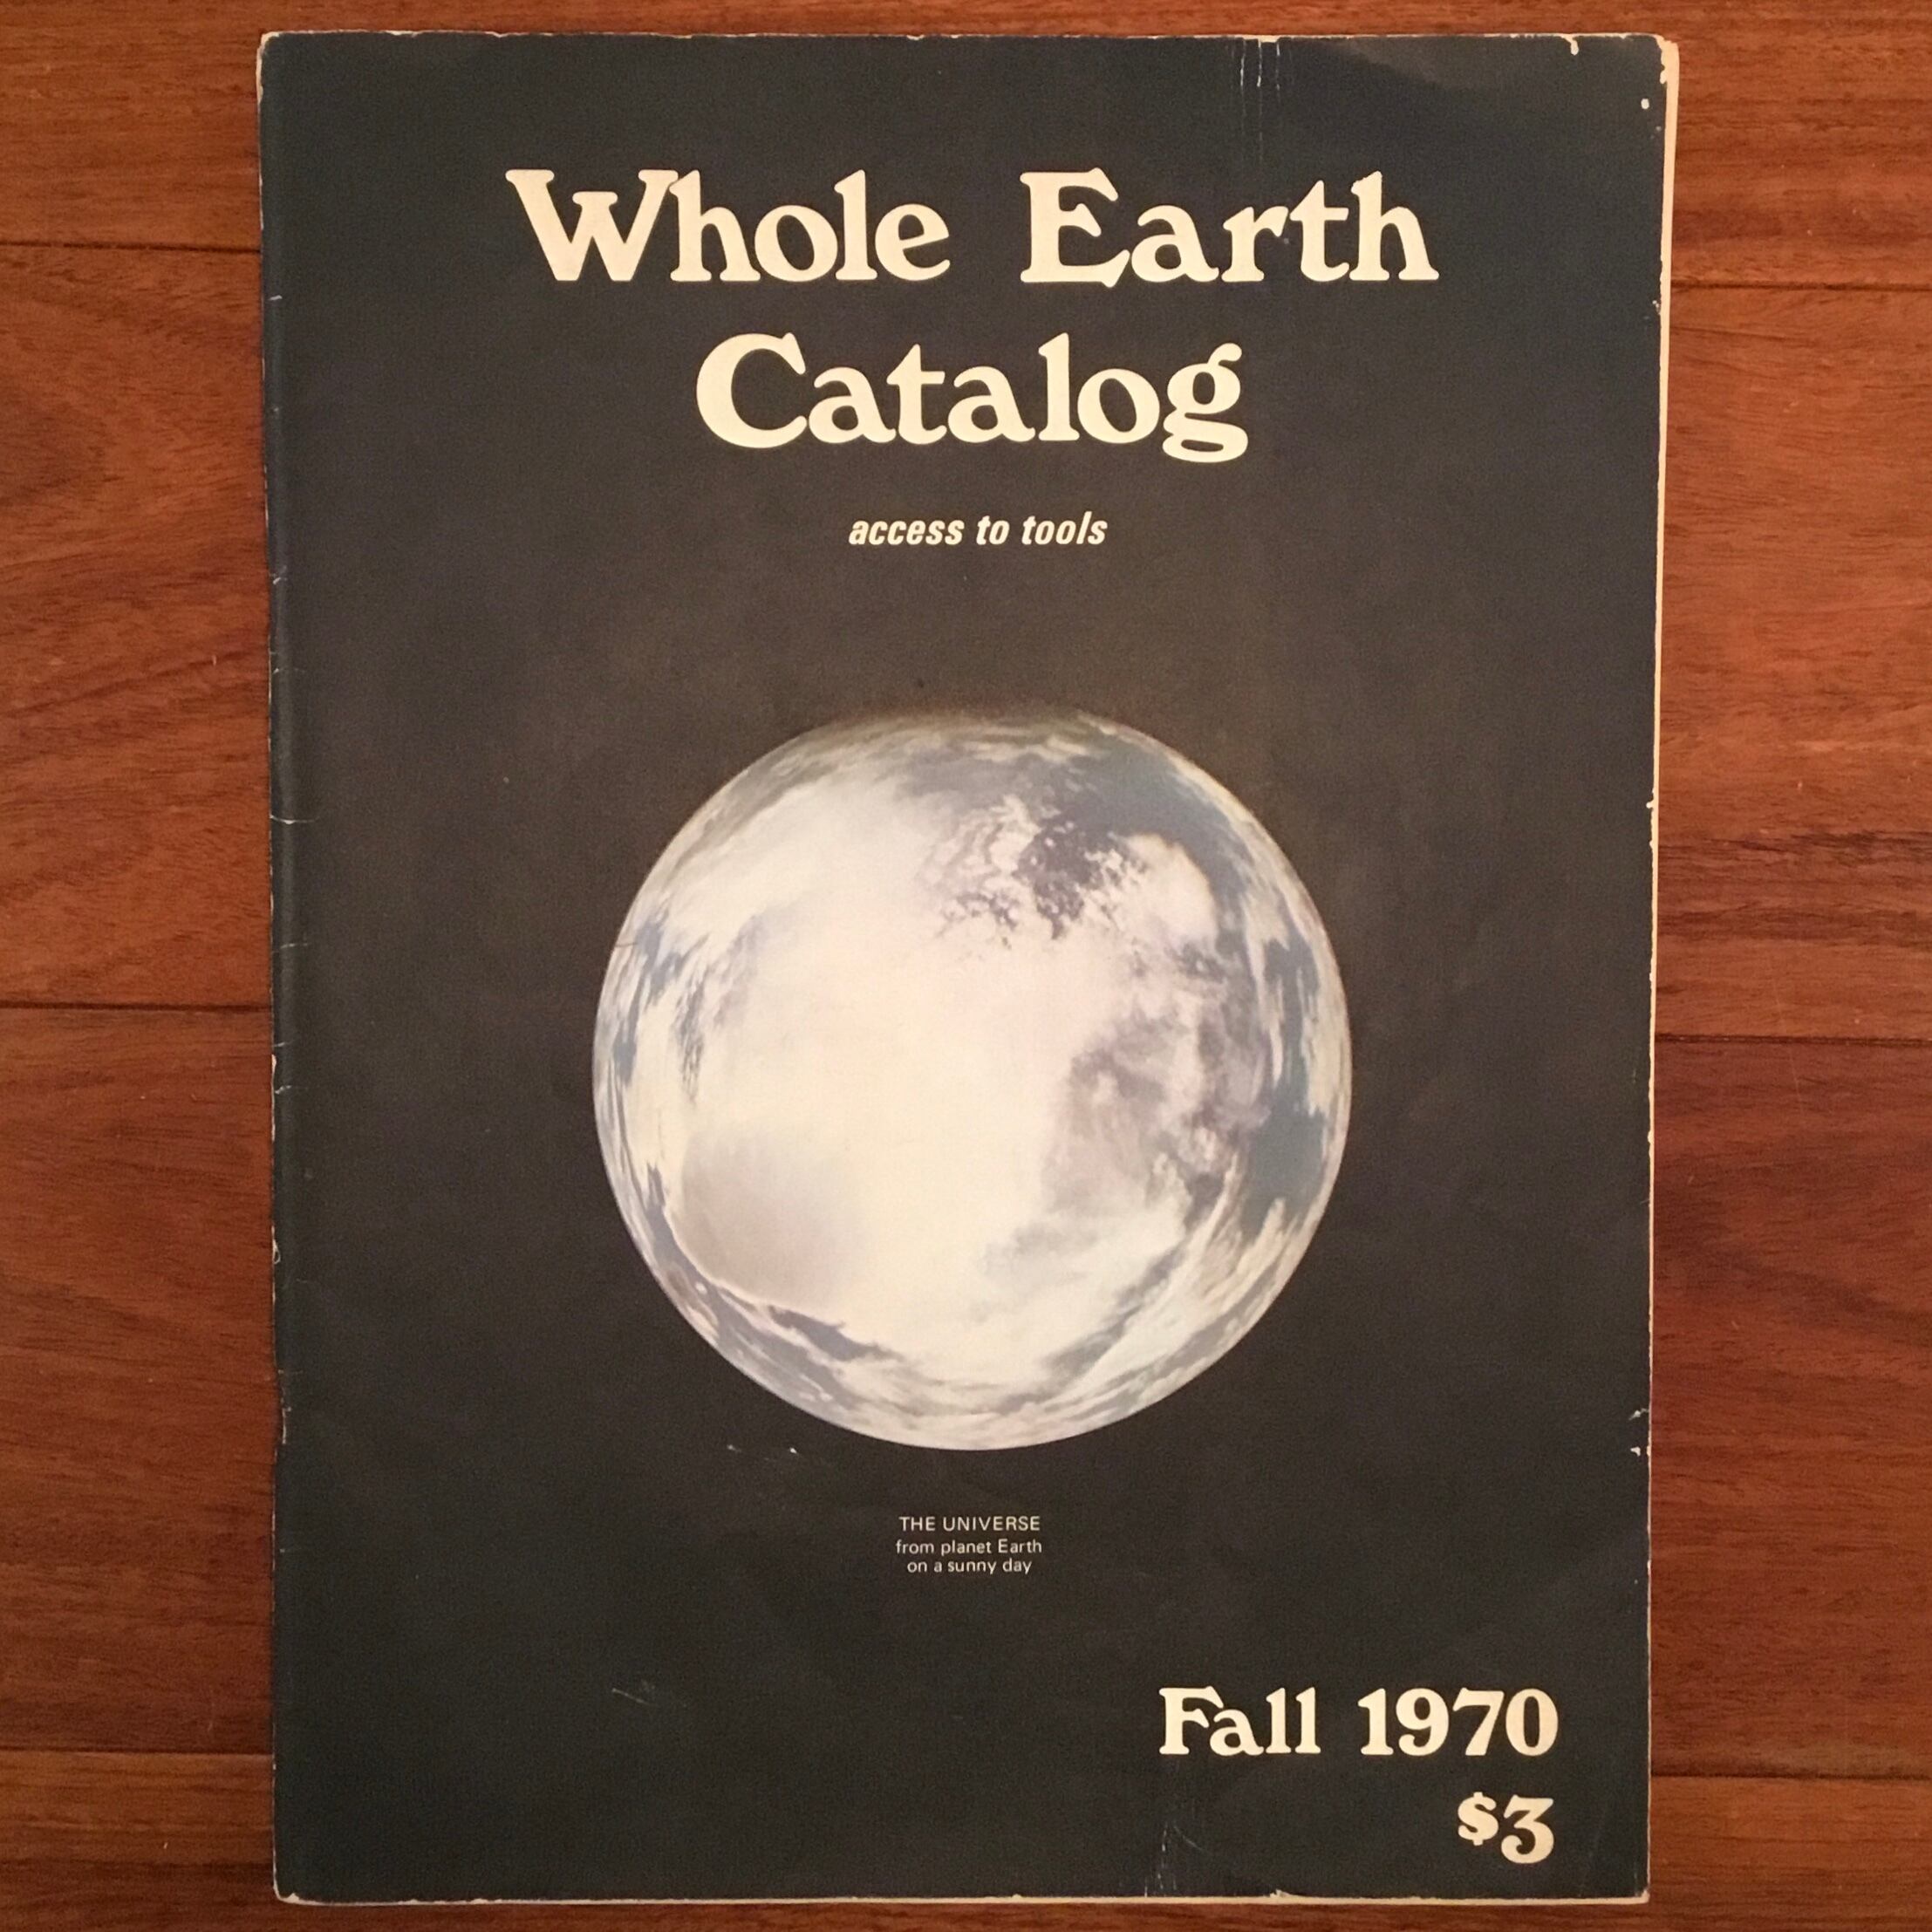 Whole Earth
Catalog
access to tools
THE UNIVERSE
from planet Earth
on a sunny day
Fall 1970
$3